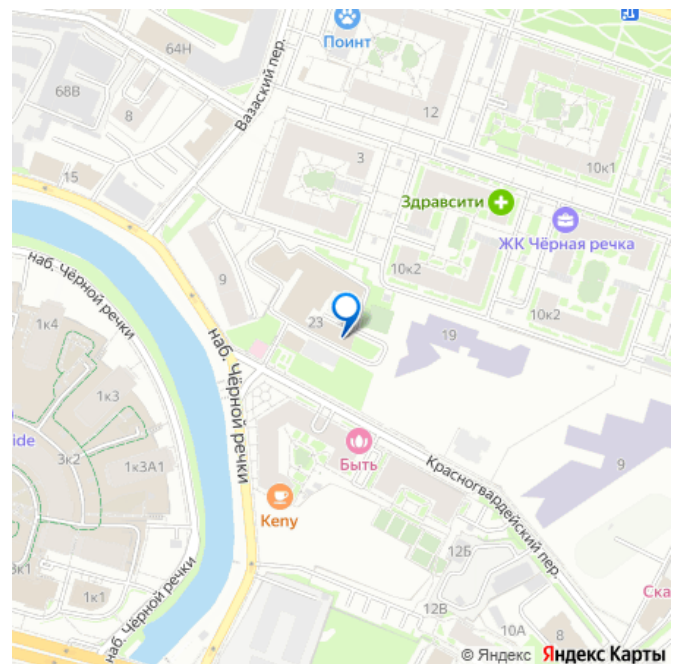 Поинт
64Н
Вазаский пер.
68В
8
12
3
10к1
15
Здравсити
ЖК Чёрная речка
наб. Чёрной речки
9
10к2
10к2
1к4
23
19
наб. Чёрной речки
1к3
ide
3к2
1к3А1
Быть
Красногвардейский пер.
9
Кепу
12Б
3к1
1к1
наб. Чёрной речки
12В
10А
8
Ска
© Яндекс Яндекс Карты